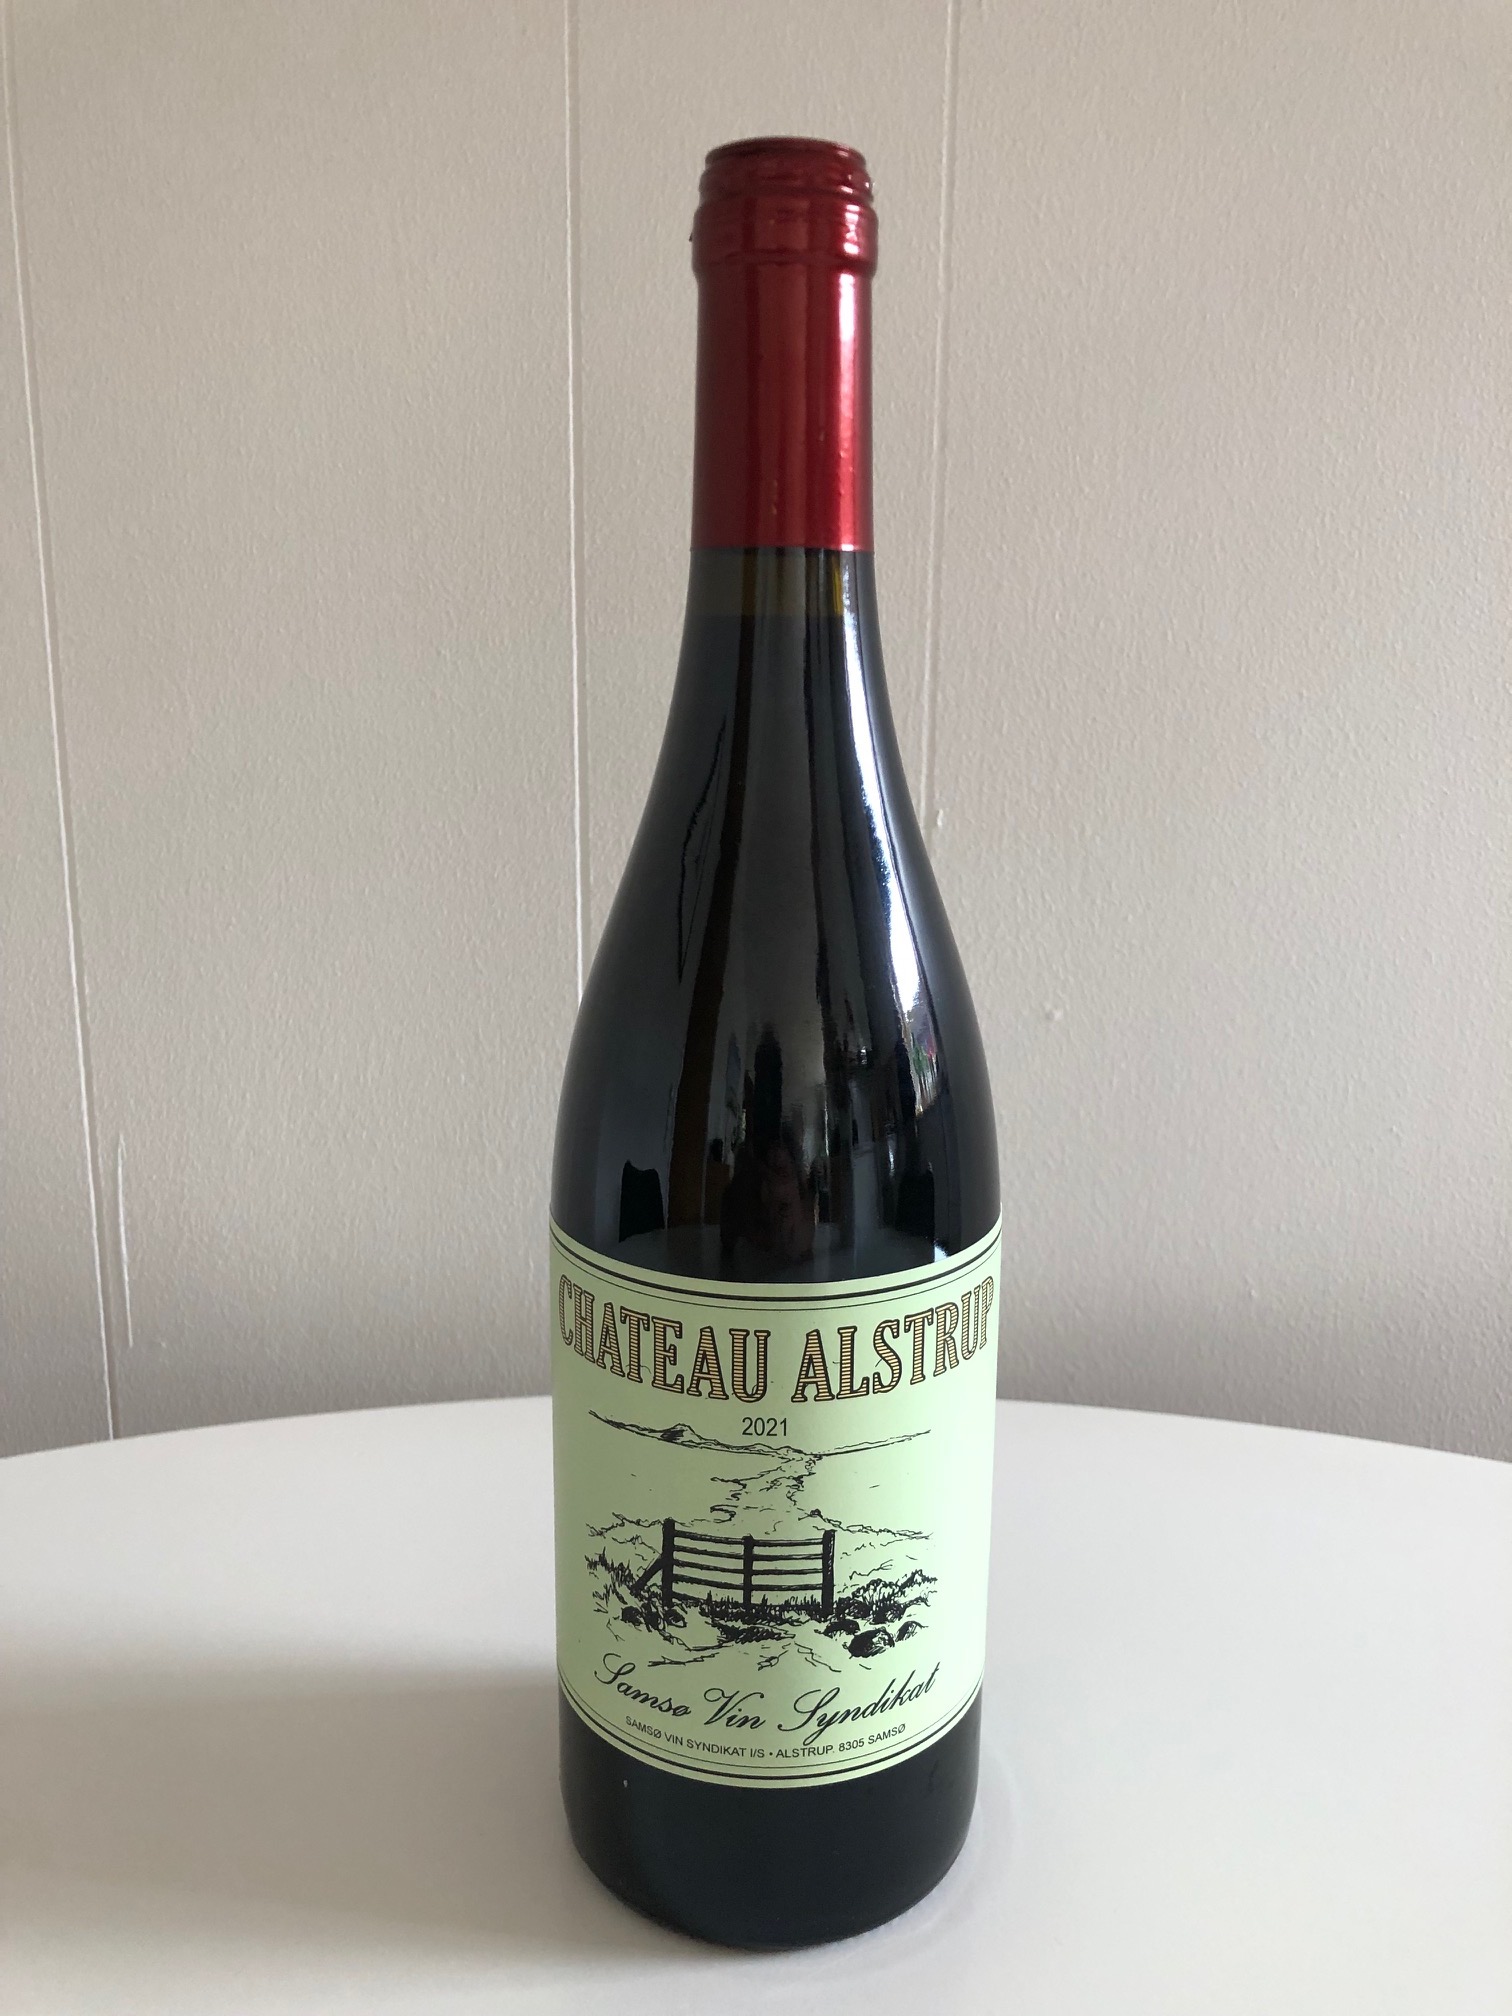 CHATEAU ALSTRUP
2021
Samsø Vin Syndikat
SAMSØ VIN SYNDIKAT I/S • ALSTRUP. 8305 SAMSØ